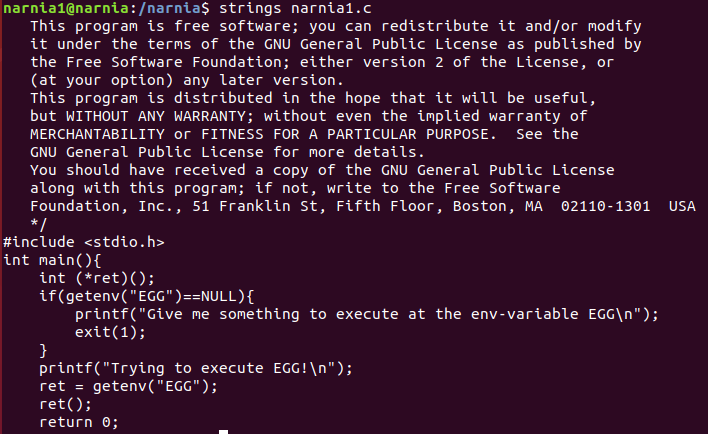 narnia1@narnia:/narnia$ strings narnia1.c
This program is free software; you can redistribute it and/or modify
it under the terms of the GNU General Public License as published by
the Free Software Foundation; either version 2 of the License, or
(at your option) any later version.
This program is distributed in the hope that it will be useful,
but WITHOUT ANY WARRANTY; without even the implied warranty of
MERCHANTABILITY or FITNESS FOR A PARTICULAR PURPOSE.  See the
GNU General Public License for more details.
You should have received a copy of the GNU General Public License
along with this program; if not, write to the Free Software
Foundation, Inc., 51 Franklin St, Fifth Floor, Boston, MA  02110-1301  USA
*/
#include <stdio.h>
int main(){
    int (*ret)();
    if(getenv("EGG")==NULL){
        printf("Give me something to execute at the env-variable EGG\n");
        exit(1);
    }
    printf("Trying to execute EGG!\n");
    ret = getenv("EGG");
    ret();
    return 0;